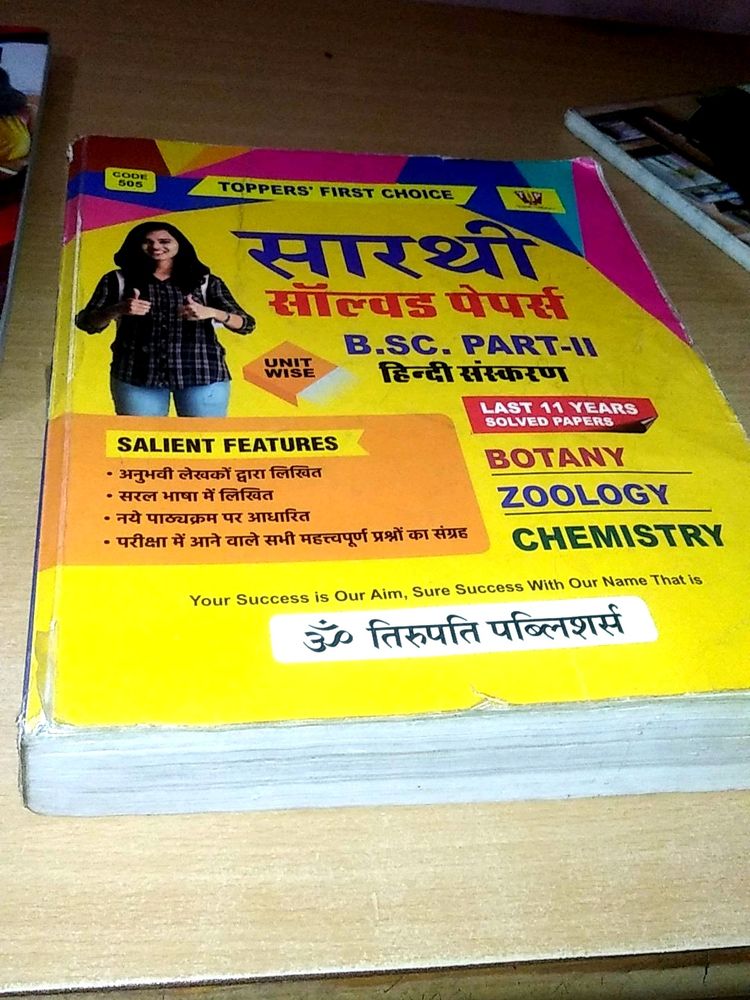 CODE
505
TOPPERS' FIRST CHOICE
सारथी
सॉल्वड पेपर्स
B.SC. PART-II
हिन्दी संस्करण
UNIT
WISE
LAST 11 YEARS
SOLVED PAPERS
BOTANY
ZOOLOGY
CHEMISTRY
SALIENT FEATURES
• अनुभवी लेखकों द्वारा लिखित
• सरल भाषा में लिखित
• नये पाठ्यक्रम पर आधारित
• परीक्षा में आने वाले सभी महत्त्वपूर्ण प्रश्नों का संग्रह
Your Success is Our Aim, Sure Success With Our Name That is
ॐ तिरुपति पब्लिशर्स